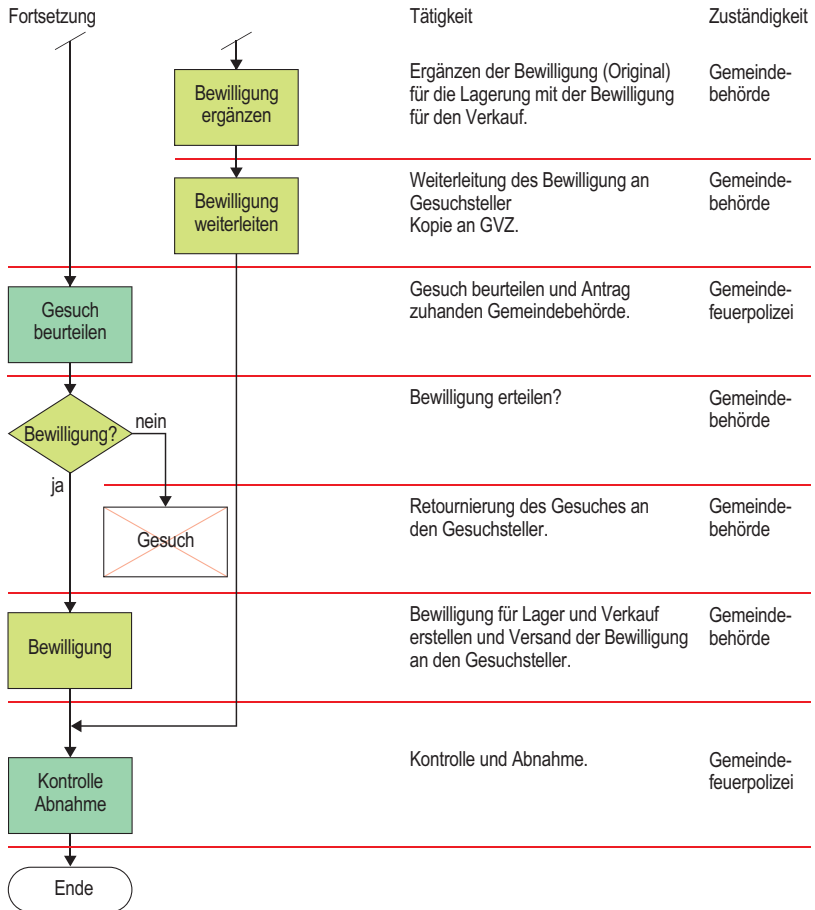 Fortsetzung
Tätigkeit
Zuständigkeit
Bewilligung
ergänzen
Ergänzen der Bewilligung (Original)
für die Lagerung mit der Bewilligung
für den Verkauf.
Gemeinde-
behörde
Bewilligung
weiterleiten
Weiterleitung des Bewilligung an
Gesuchsteller
Kopie an GVZ.
Gemeinde-
behörde
Gesuch
beurteilen
Gesuch beurteilen und Antrag
zuhanden Gemeindebehörde.
Gemeinde-
feuerpolizei
Bewilligung?
nein
ja
Bewilligung erteilen?
Gemeinde-
behörde
Gesuch
Retournierung des Gesuches an
den Gesuchsteller.
Gemeinde-
behörde
Bewilligung
Bewilligung für Lager und Verkauf
erstellen und Versand der Bewilligung
an den Gesuchsteller.
Gemeinde-
behörde
Kontrolle
Abnahme
Kontrolle und Abnahme.
Gemeinde-
feuerpolizei
Ende